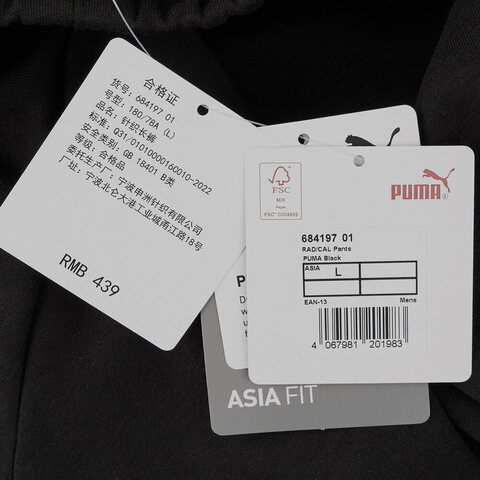 合格证
货号: 684197 01
号型: 180/78A (L)
品名: 针织长裤
标准: Q31/0101000160010-2022
安全类别: GB 18401 B类
等级: 合格品
委托生产厂: 宁波申洲针织有限公司
厂址: 宁波北仑大港工业城甬江路18号
RMB 439
FSC
MIX
Paper
FSC® C004883
PUMA
684197 01
RAD/CAL Pants
PUMA Black
ASIA L
EAN-13 Mens
4 067981 201983
ASIA FIT